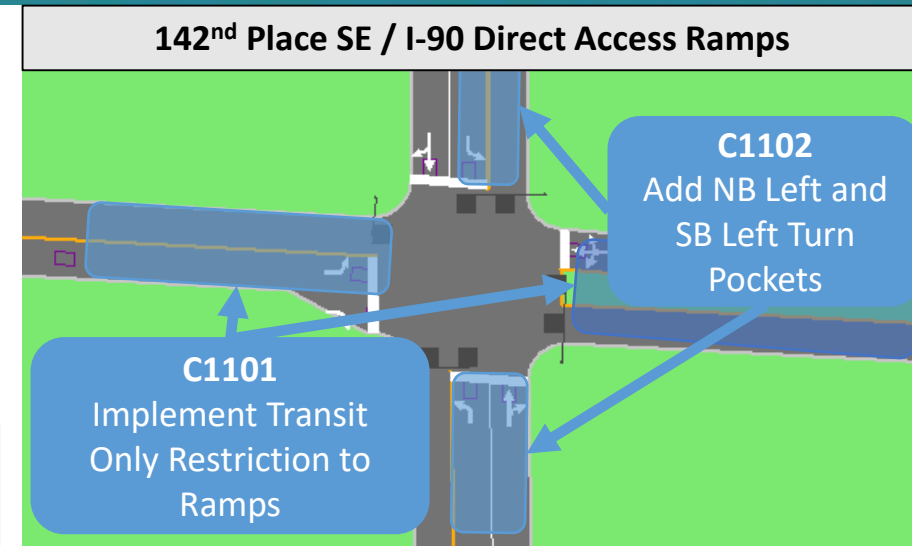 142nd Place SE / I-90 Direct Access Ramps
C1102
Add NB Left and
SB Left Turn
Pockets
C1101
Implement Transit
Only Restriction to
Ramps